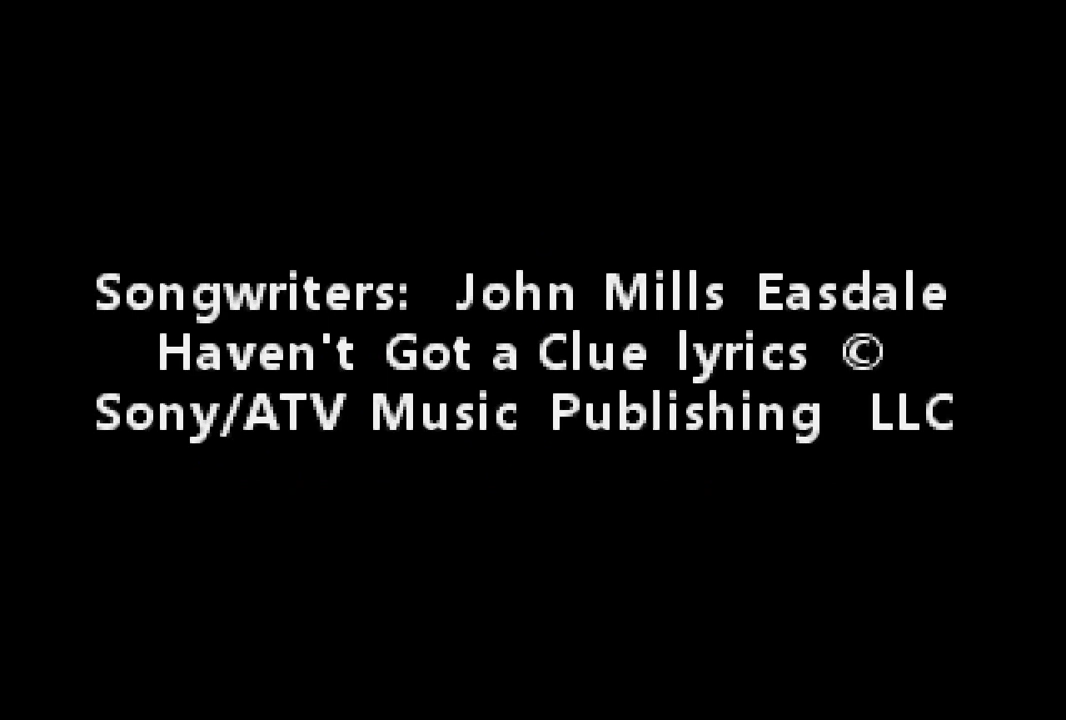 Songwriters: John Mills Easdale
Haven't Got a Clue lyrics ©
Sony/ATV Music Publishing LLC